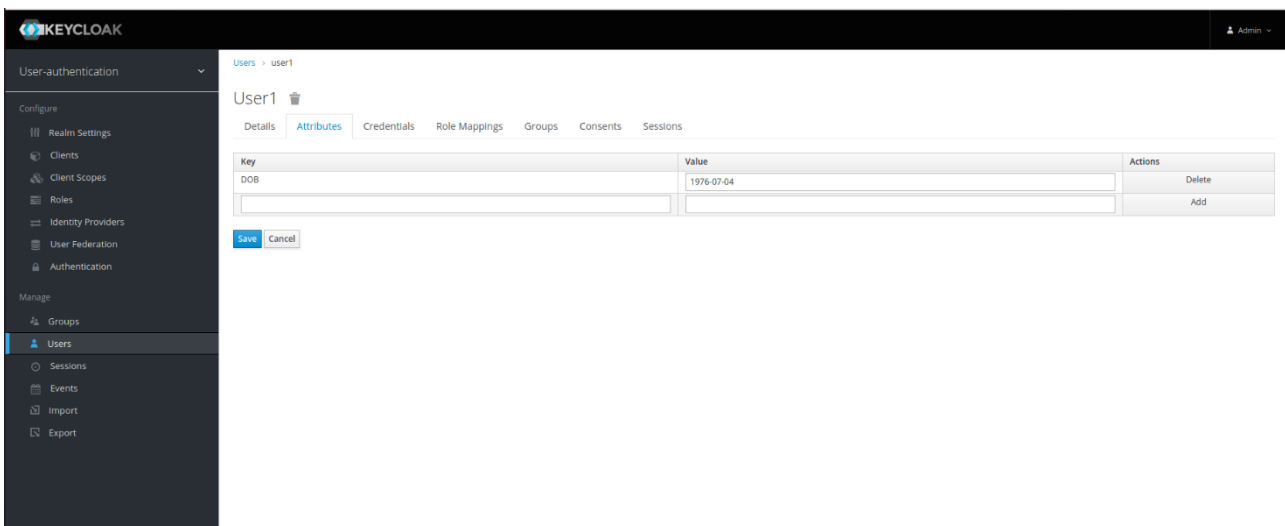 KEYCLOAK
Admin
User-authentication
Configure
Realm Settings
Clients
Client Scopes
Roles
Identity Providers
User Federation
Authentication
Manage
Groups
Users
Sessions
Events
Import
Export
Users > user1
User1
Details Attributes Credentials Role Mappings Groups Consents Sessions
Key Value Actions
DOB 1976-07-04 Delete
Add
Save Cancel